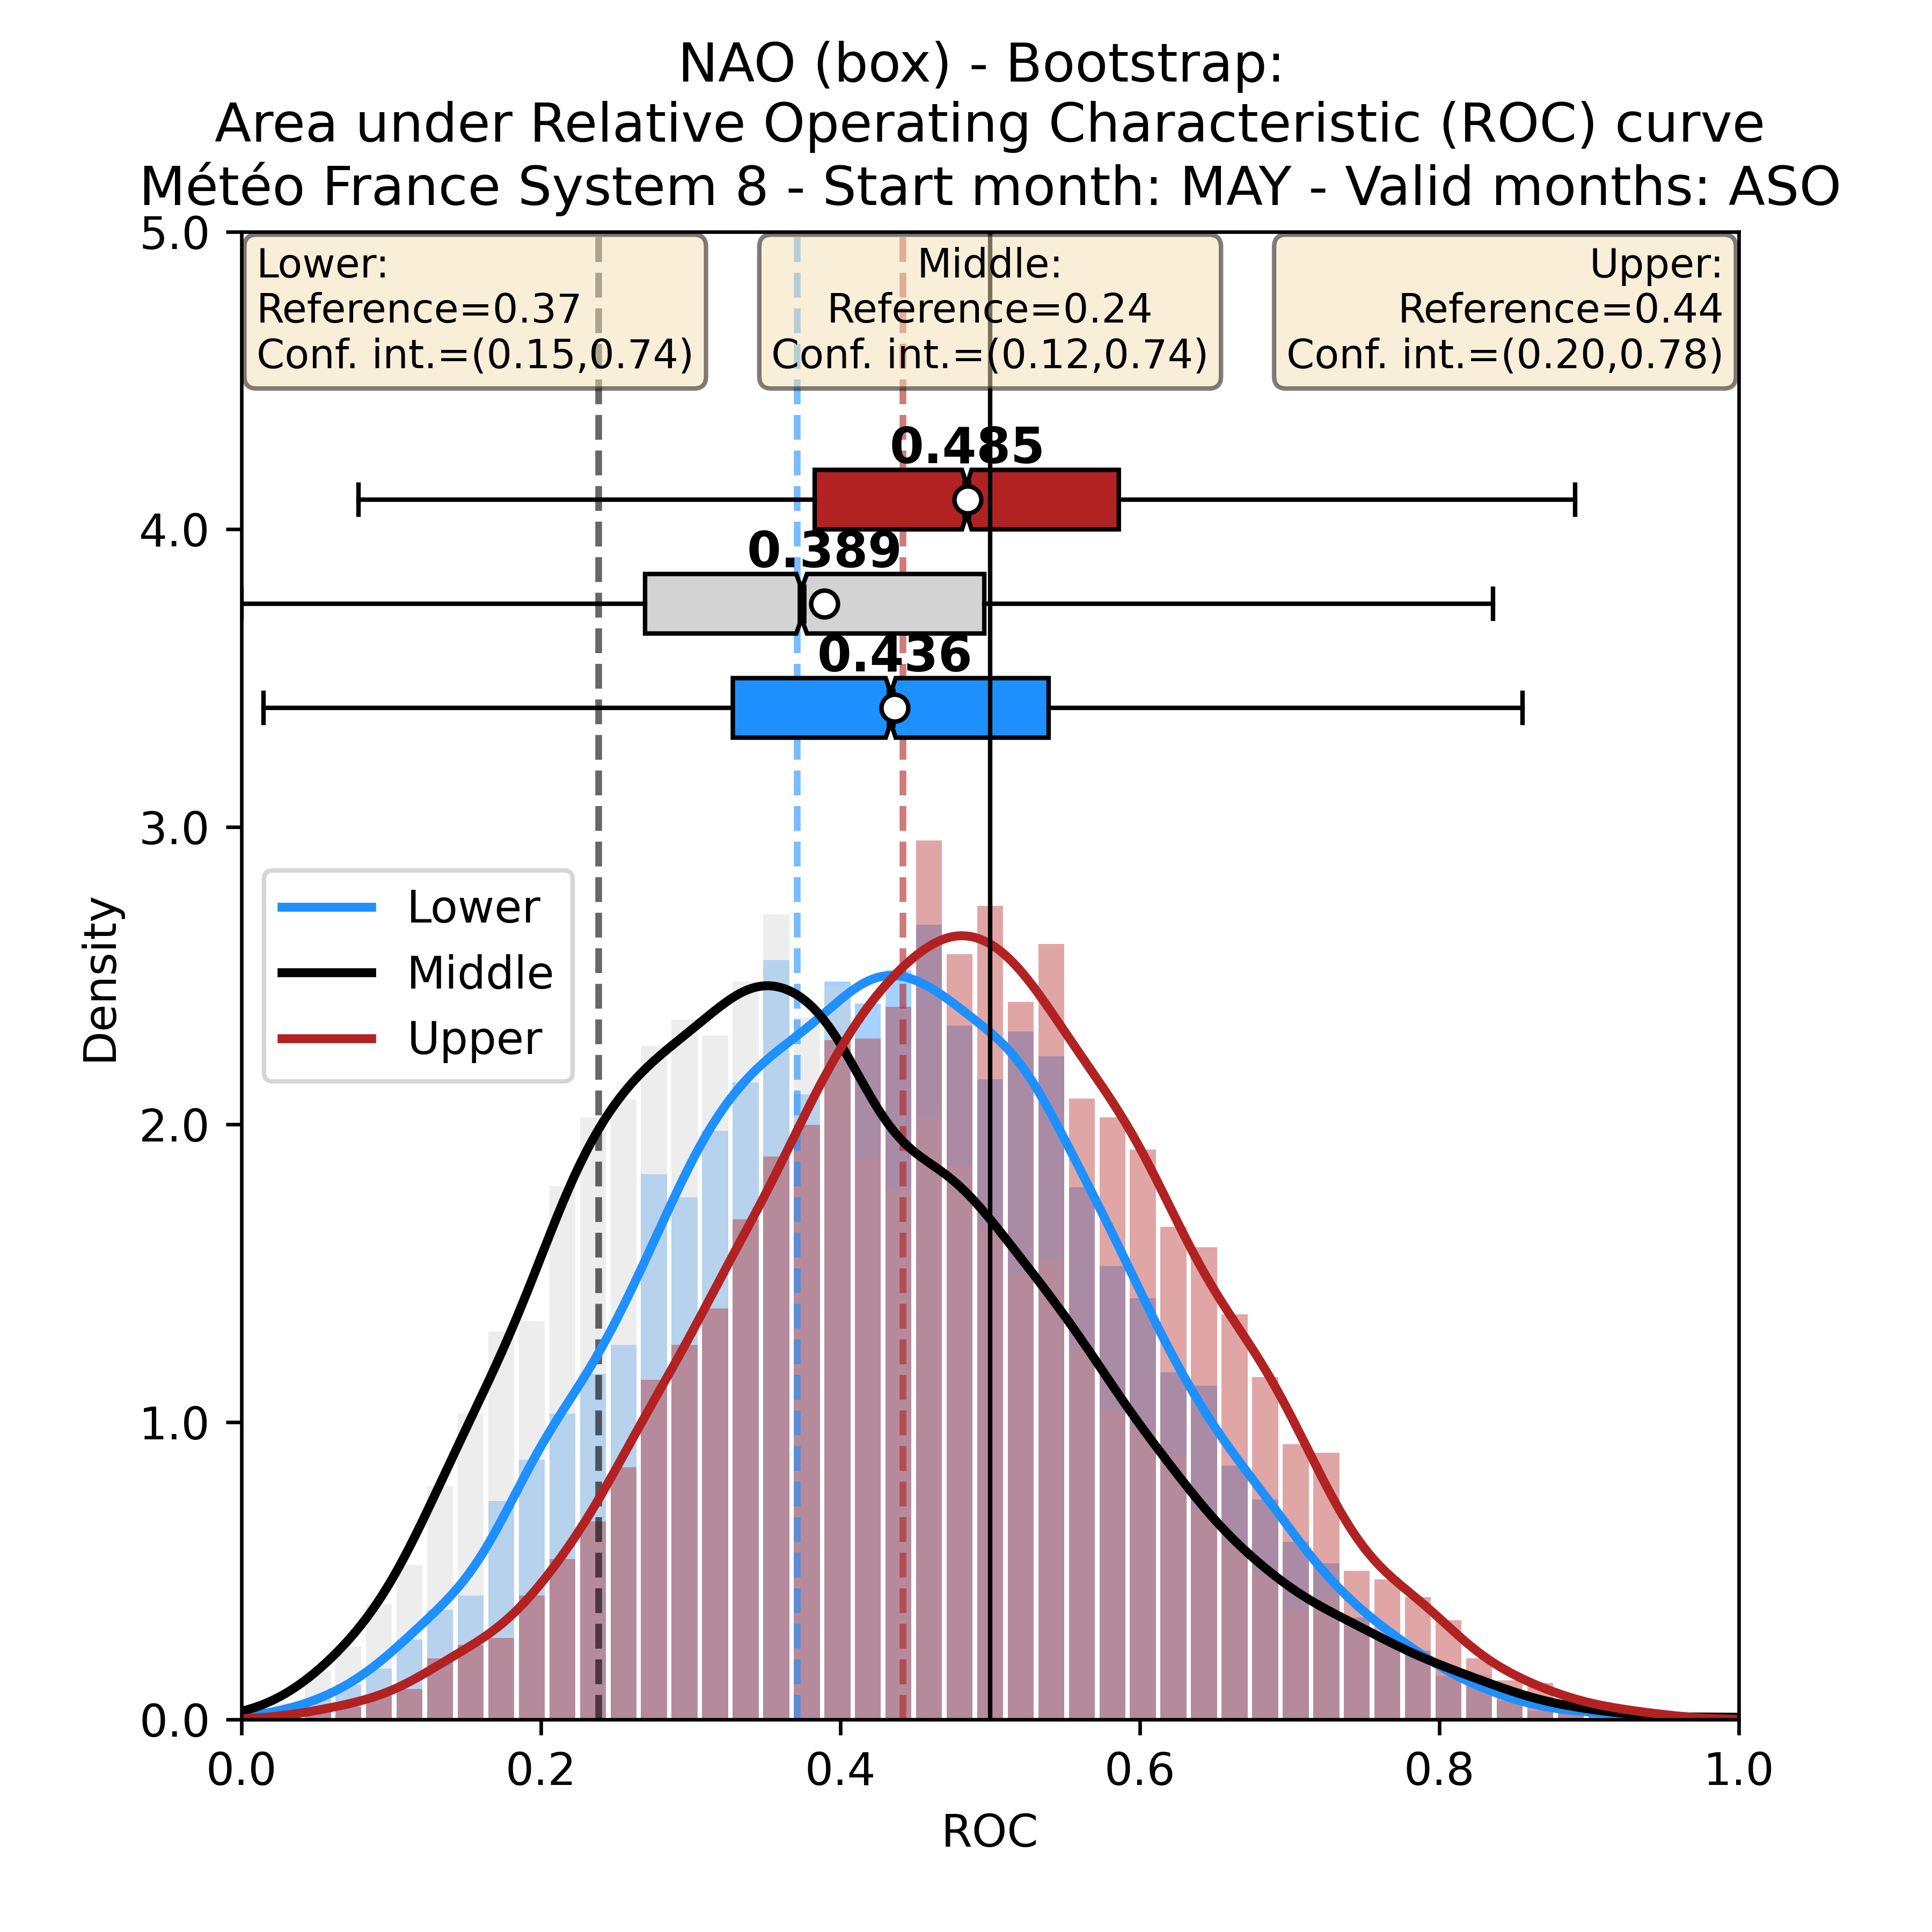 NAO (box) - Bootstrap:
Area under Relative Operating Characteristic (ROC) curve
Météo France System 8 - Start month: MAY - Valid months: ASO
5.0
Lower:
Reference=0.37
Conf. int.=(0.15,0.74)
Middle:
Reference=0.24
Conf. int.=(0.12,0.74)
Upper:
Reference=0.44
Conf. int.=(0.20,0.78)
0.485
4.0
0.389
0.436
3.0
Lower
Middle
Upper
Density
2.0
1.0
0.0
0.0 0.2 0.4 0.6 0.8 1.0
ROC